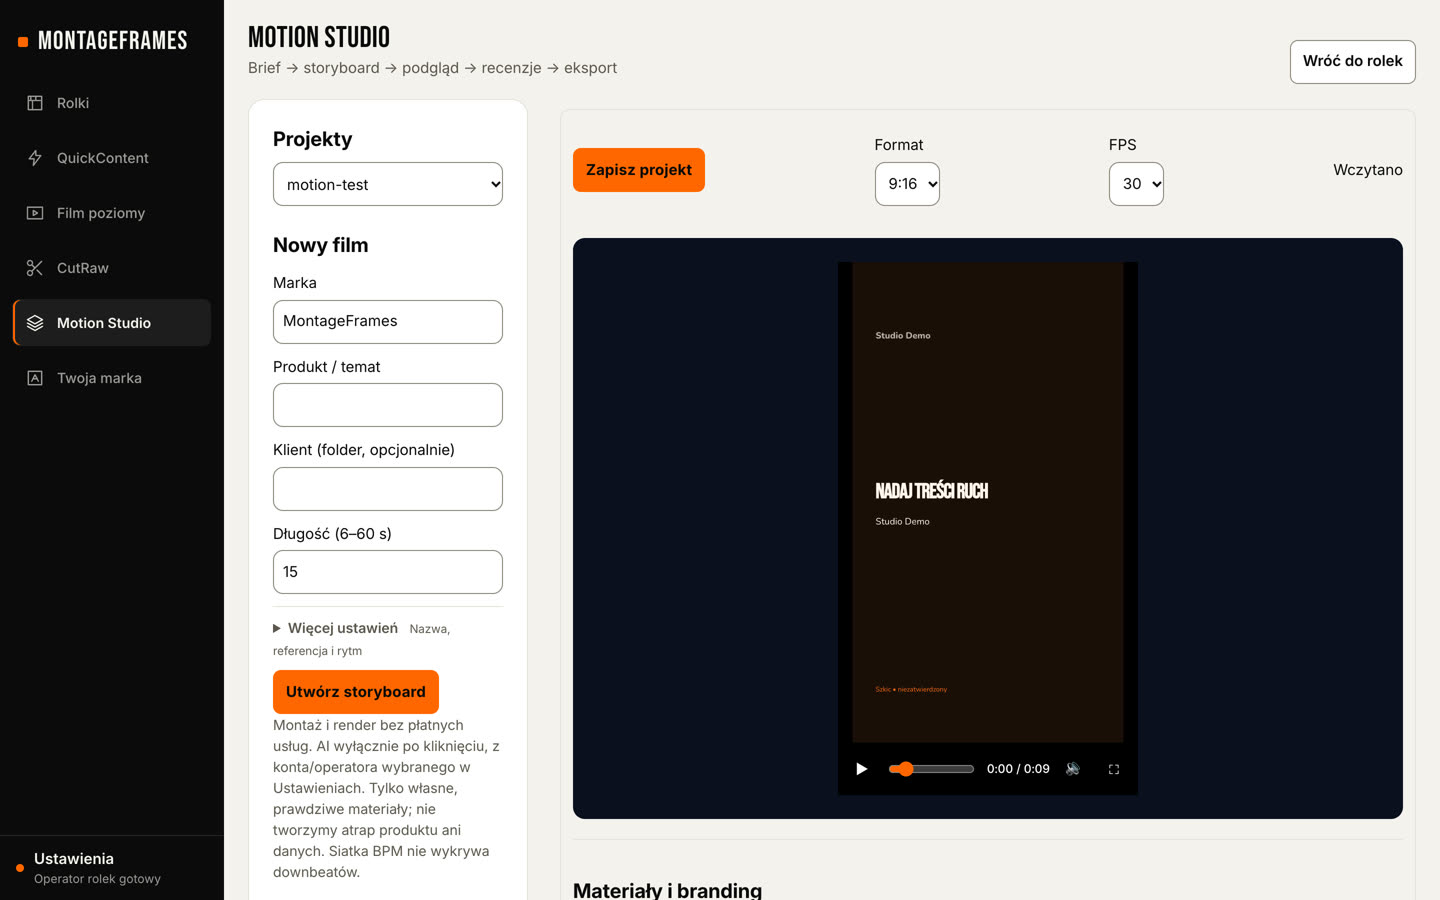 MONTAGEFRAMES
Rolki
QuickContent
Film poziomy
CutRaw
Motion Studio
Twoja marka
Ustawienia
Operator rolek gotowy
MOTION STUDIO
Brief → storyboard → podgląd → recenzje → eksport
Wróć do rolek
Projekty
motion-test
Nowy film
Marka
MontageFrames
Produkt / temat
Klient (folder, opcjonalnie)
Długość (6–60 s)
15
Więcej ustawień Nazwa,
referencja i rytm
Utwórz storyboard
Montaż i render bez płatnych
usług. AI wyłącznie po kliknięciu, z
konta/operatora wybranego w
Ustawieniach. Tylko własne,
prawdziwe materiały; nie
tworzymy atrap produktu ani
danych. Siatka BPM nie wykrywa
downbeatów.
Zapisz projekt
Format
9:16
FPS
30
Wczytano
Studio Demo
NADAJ TREŚCI RUCH
Studio Demo
Szkic • niezatwierdzony
0:00 / 0:09
Materiały i branding